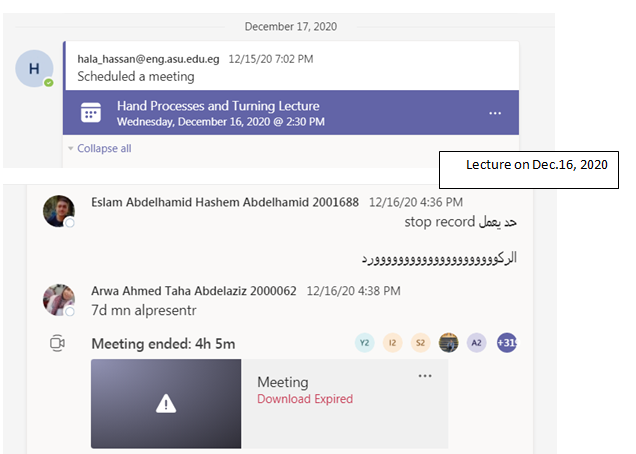 December 17, 2020
H
hala_hassan@eng.asu.edu.eg 12/15/20 7:02 PM
Scheduled a meeting
Hand Processes and Turning Lecture
Wednesday, December 16, 2020 @ 2:30 PM
Collapse all
Lecture on Dec.16, 2020
Eslam Abdelhamid Hashem Abdelhamid 2001688 12/16/20 4:36 PM
حد يعمل stop record
الركوووووووووووووووووووورد
Arwa Ahmed Taha Abdelaziz 2000062 12/16/20 4:38 PM
7d mn alpresentr
Meeting ended: 4h 5m
Y2 I2 S2 A2 +319
Meeting
Download Expired